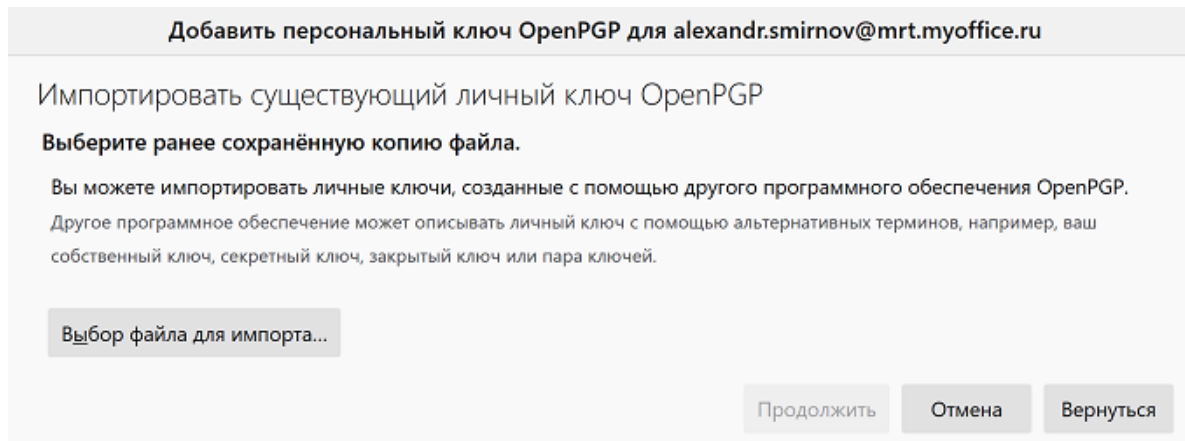 Добавить персональный ключ OpenPGP для alexandr.smirnov@mrt.myoffice.ru
Импортировать существующий личный ключ OpenPGP
Выберите ранее сохранённую копию файла.
Вы можете импортировать личные ключи, созданные с помощью другого программного обеспечения OpenPGP.
Другое программное обеспечение может описывать личный ключ с помощью альтернативных терминов, например, ваш
собственный ключ, секретный ключ, закрытый ключ или пара ключей.
Выбор файла для импорта...
Продолжить Отмена Вернуться